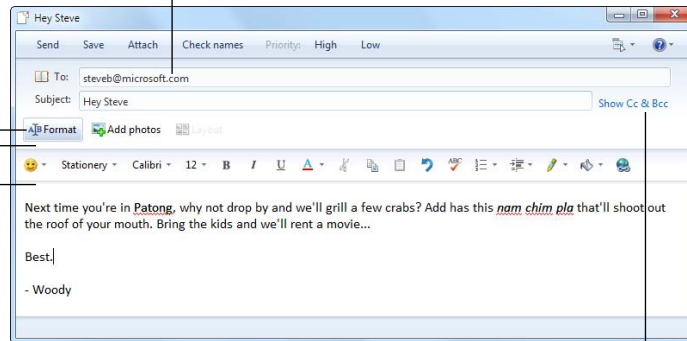 Hey Steve
Send Save Attach Check names Priority: High Low
To: steveb@microsoft.com
Subject: Hey Steve Show Cc & Bcc
Format Add photos Layout
Stationery Calibri 12 B I U A ABC
Next time you're in Patong, why not drop by and we'll grill a few crabs? Add has this nam chim pla that'll shoot out
the roof of your mouth. Bring the kids and we'll rent a movie...
Best.
- Woody